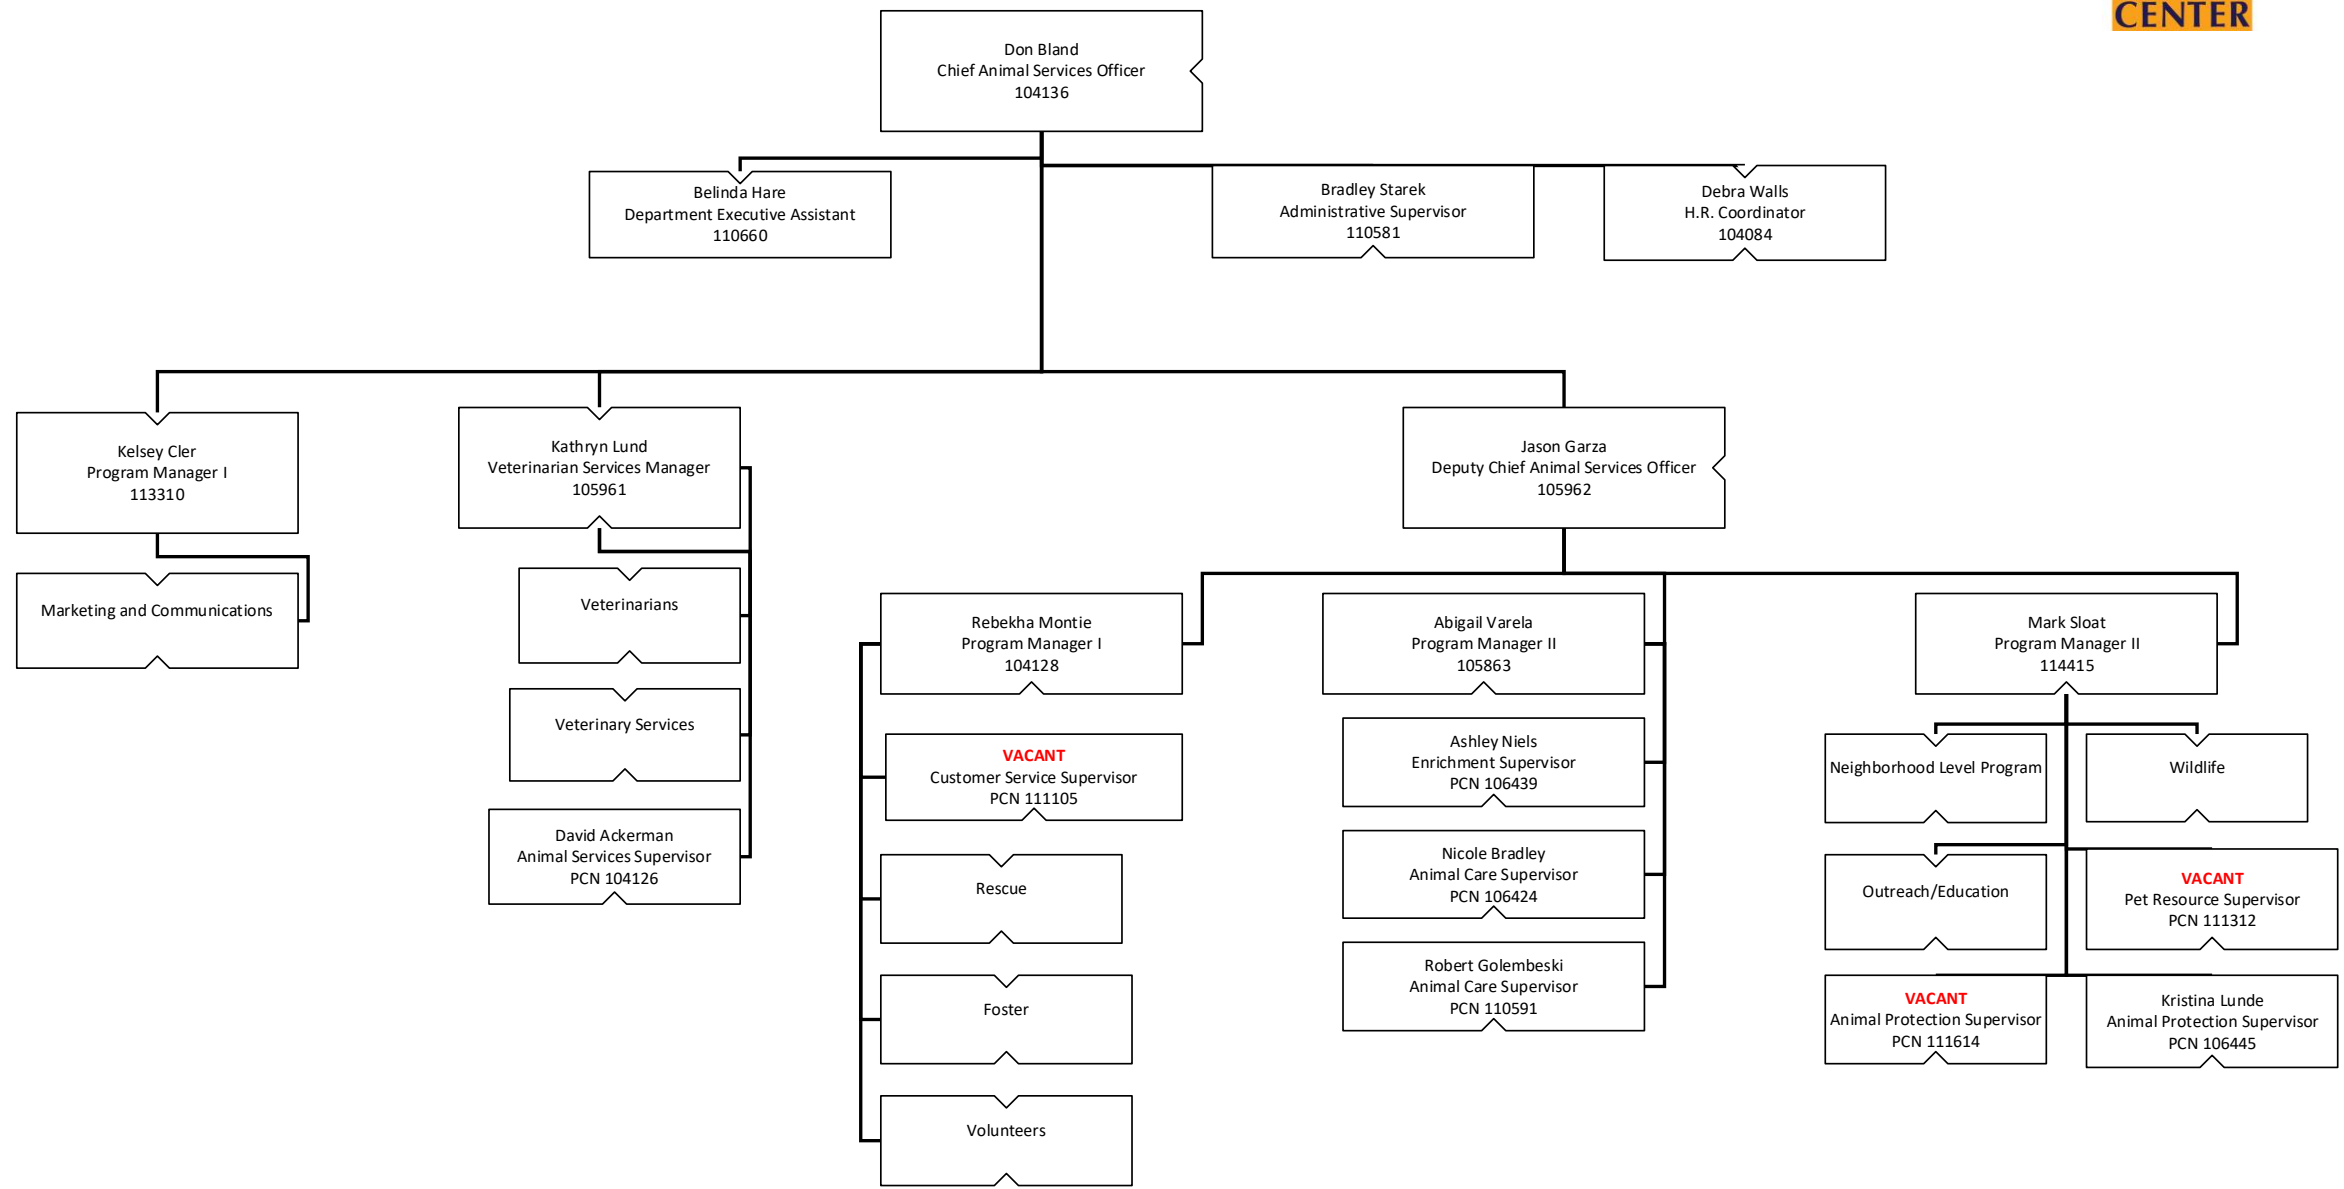 CENTER
Don Bland
Chief Animal Services Officer
104136
Belinda Hare
Department Executive Assistant
110660
Bradley Starek
Administrative Supervisor
110581
Debra Walls
H.R. Coordinator
104084
Kelsey Cler
Program Manager I
113310
Kathryn Lund
Veterinarian Services Manager
105961
Jason Garza
Deputy Chief Animal Services Officer
105962
Marketing and Communications
Veterinarians
Veterinary Services
David Ackerman
Animal Services Supervisor
PCN 104126
Rebekha Montie
Program Manager I
104128
VACANT
Customer Service Supervisor
PCN 111105
Rescue
Foster
Volunteers
Abigail Varela
Program Manager II
105863
Ashley Niels
Enrichment Supervisor
PCN 106439
Nicole Bradley
Animal Care Supervisor
PCN 106424
Robert Golembeski
Animal Care Supervisor
PCN 110591
Mark Sloat
Program Manager II
114415
Neighborhood Level Program
Wildlife
Outreach/Education
VACANT
Pet Resource Supervisor
PCN 111312
VACANT
Animal Protection Supervisor
PCN 111614
Kristina Lunde
Animal Protection Supervisor
PCN 106445